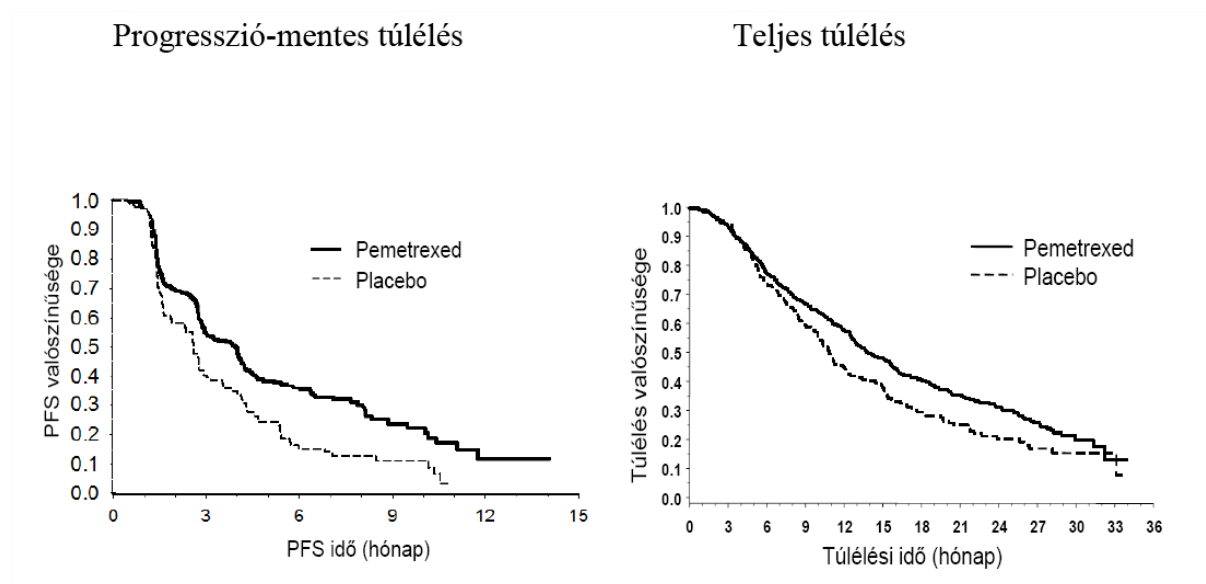 Progresszió-mentes túlélés
PFS valószínűsége
1.0
0.9
0.8
0.7
0.6
0.5
0.4
0.3
0.2
0.1
0.0
Pemetrexed
Placebo
0 3 6 9 12 15
PFS idő (hónap)
Teljes túlélés
Túlélés valószínűsége
1.0
0.9
0.8
0.7
0.6
0.5
0.4
0.3
0.2
0.1
0.0
Pemetrexed
Placebo
0 3 6 9 12 15 18 21 24 27 30 33 36
Túlélési idő (hónap)